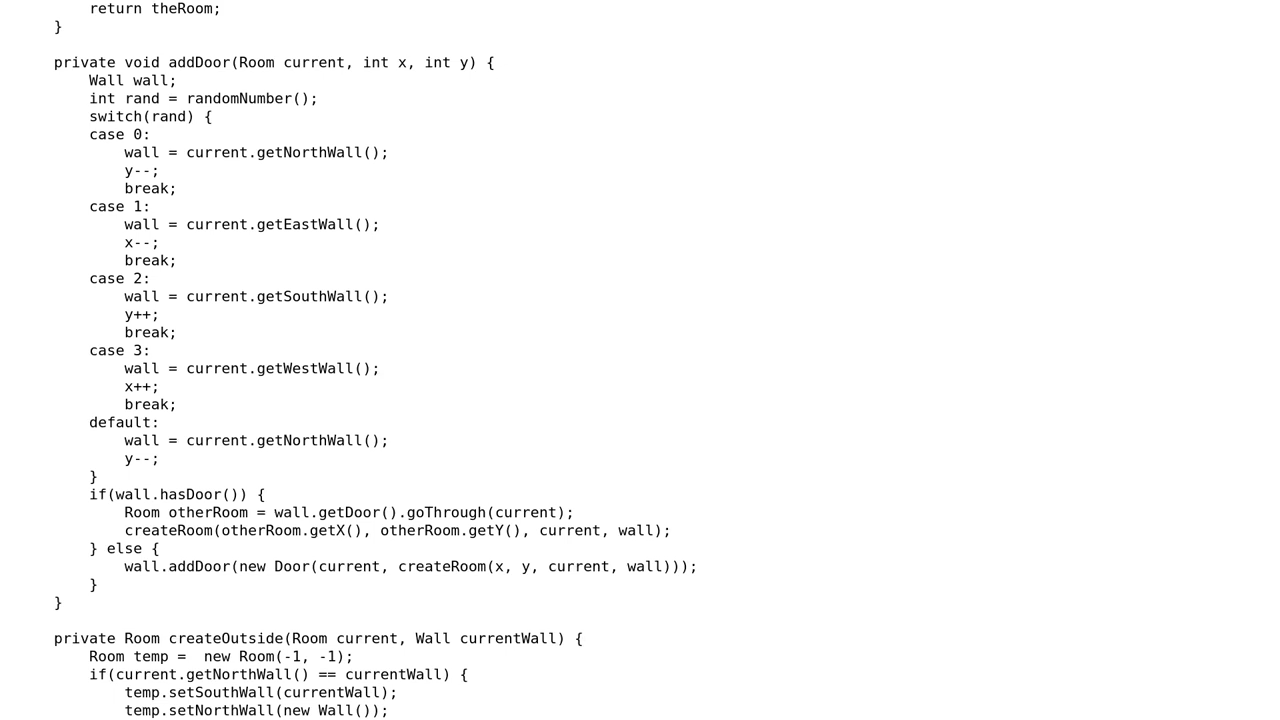 return theRoom;
    }

    private void addDoor(Room current, int x, int y) {
        Wall wall;
        int rand = randomNumber();
        switch(rand) {
        case 0:
            wall = current.getNorthWall();
            y--;
            break;
        case 1:
            wall = current.getEastWall();
            x--;
            break;
        case 2:
            wall = current.getSouthWall();
            y++;
            break;
        case 3:
            wall = current.getWestWall();
            x++;
            break;
        default:
            wall = current.getNorthWall();
            y--;
        }
        if(wall.hasDoor()) {
            Room otherRoom = wall.getDoor().goThrough(current);
            createRoom(otherRoom.getX(), otherRoom.getY(), current, wall);
        } else {
            wall.addDoor(new Door(current, createRoom(x, y, current, wall)));
        }
    }

    private Room createOutside(Room current, Wall currentWall) {
        Room temp =  new Room(-1, -1);
        if(current.getNorthWall() == currentWall) {
            temp.setSouthWall(currentWall);
            temp.setNorthWall(new Wall());